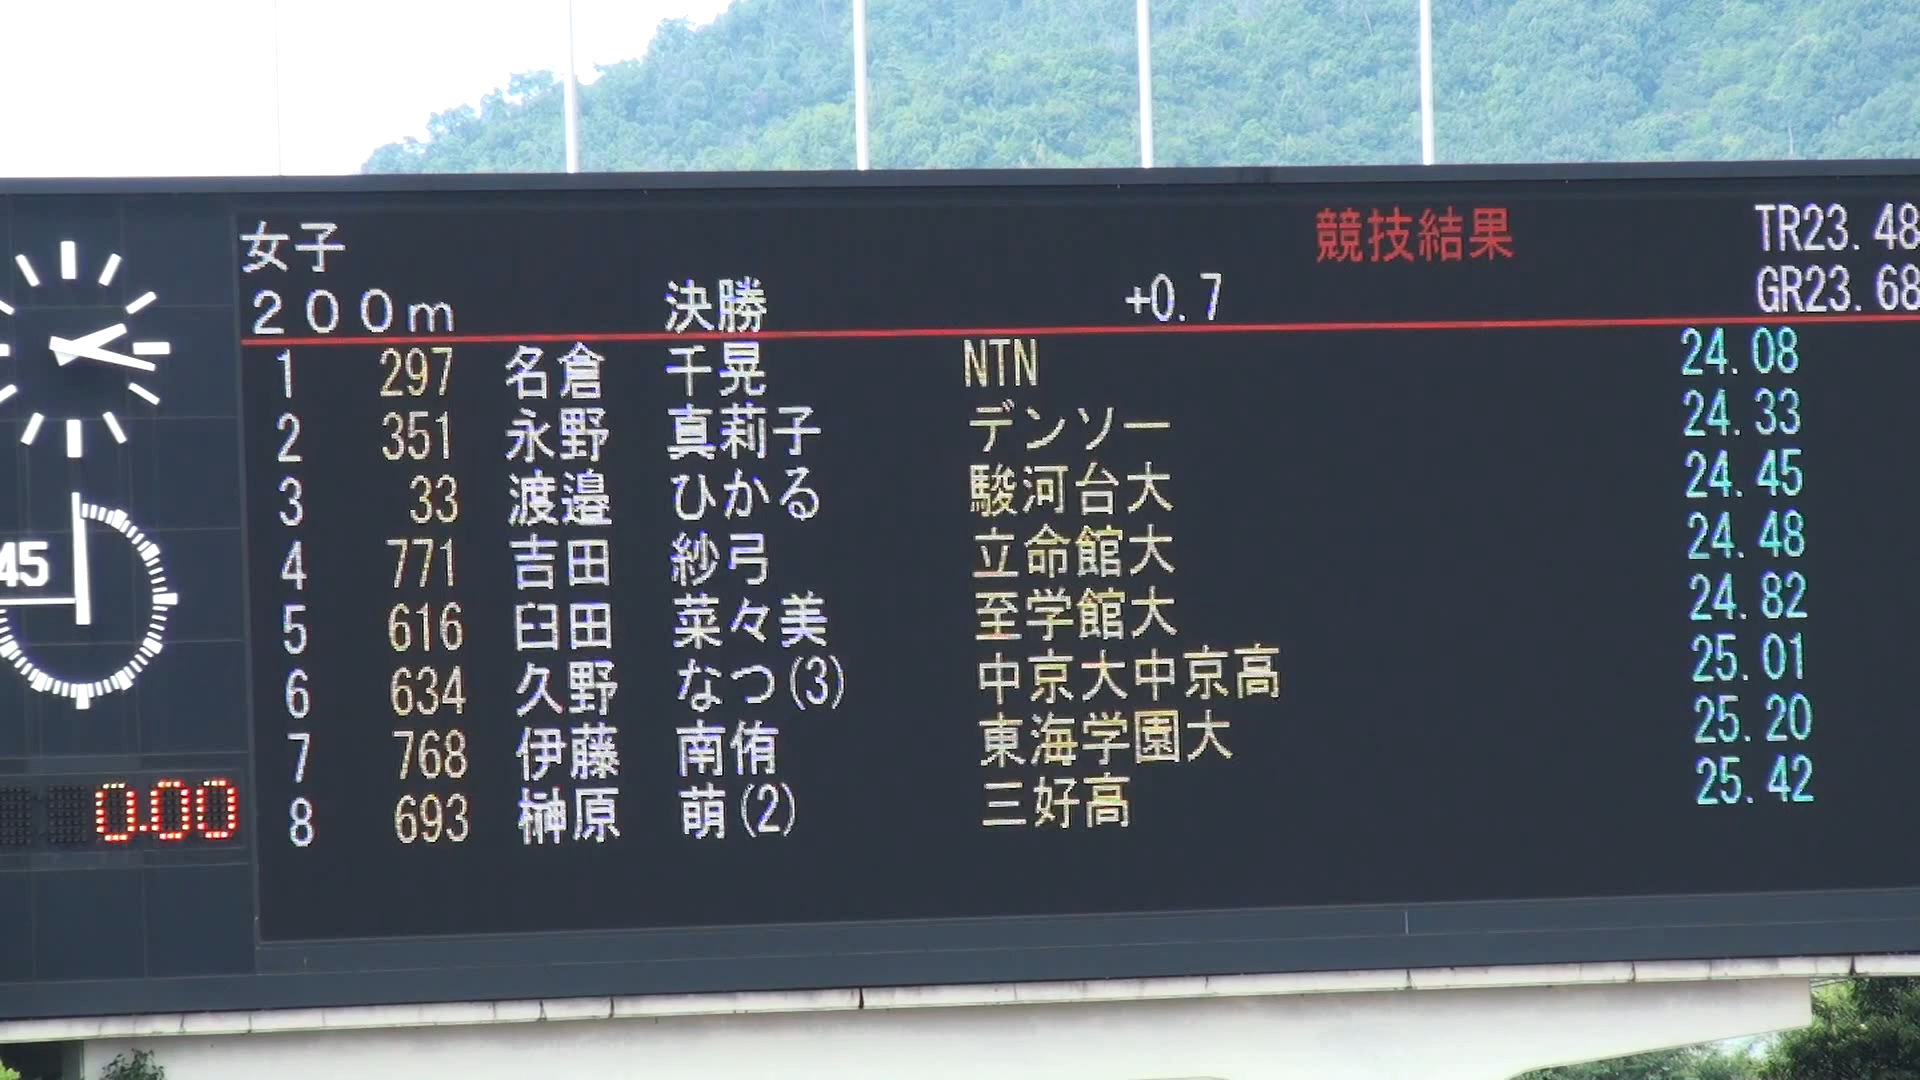 女子 競技結果 TR23.48
200m 決勝 +0.7 GR23.68
1 297 名倉 千晃 NTN 24.08
2 351 永野 真莉子 デンソー 24.33
3 33 渡邉 ひかる 駿河台大 24.45
4 771 吉田 紗弓 立命館大 24.48
5 616 臼田 菜々美 至学館大 24.82
6 634 久野 なつ(3) 中京大中京高 25.01
7 768 伊藤 南侑 東海学園大 25.20
8 693 榊原 萌(2) 三好高 25.42
45
0.00